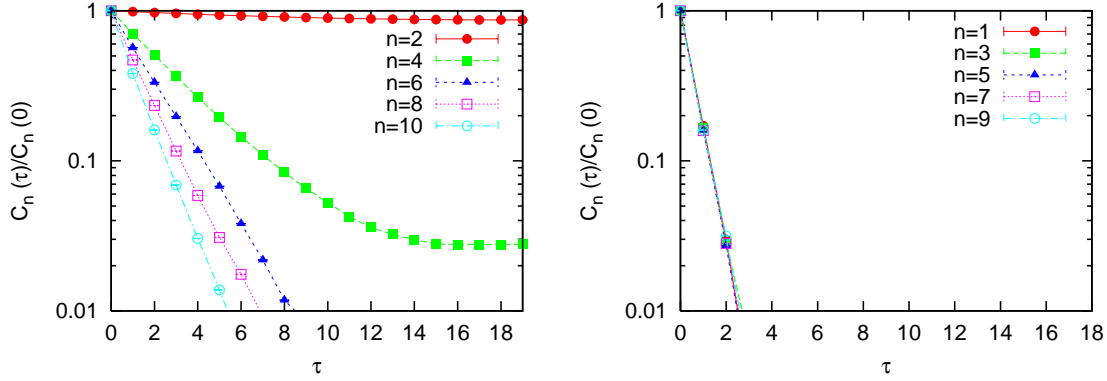 1
0.1
0.01
C_n (τ)/C_n (0)
0 2 4 6 8 10 12 14 16 18
τ
n=2
n=4
n=6
n=8
n=10
1
0.1
0.01
C_n (τ)/C_n (0)
0 2 4 6 8 10 12 14 16 18
τ
n=1
n=3
n=5
n=7
n=9